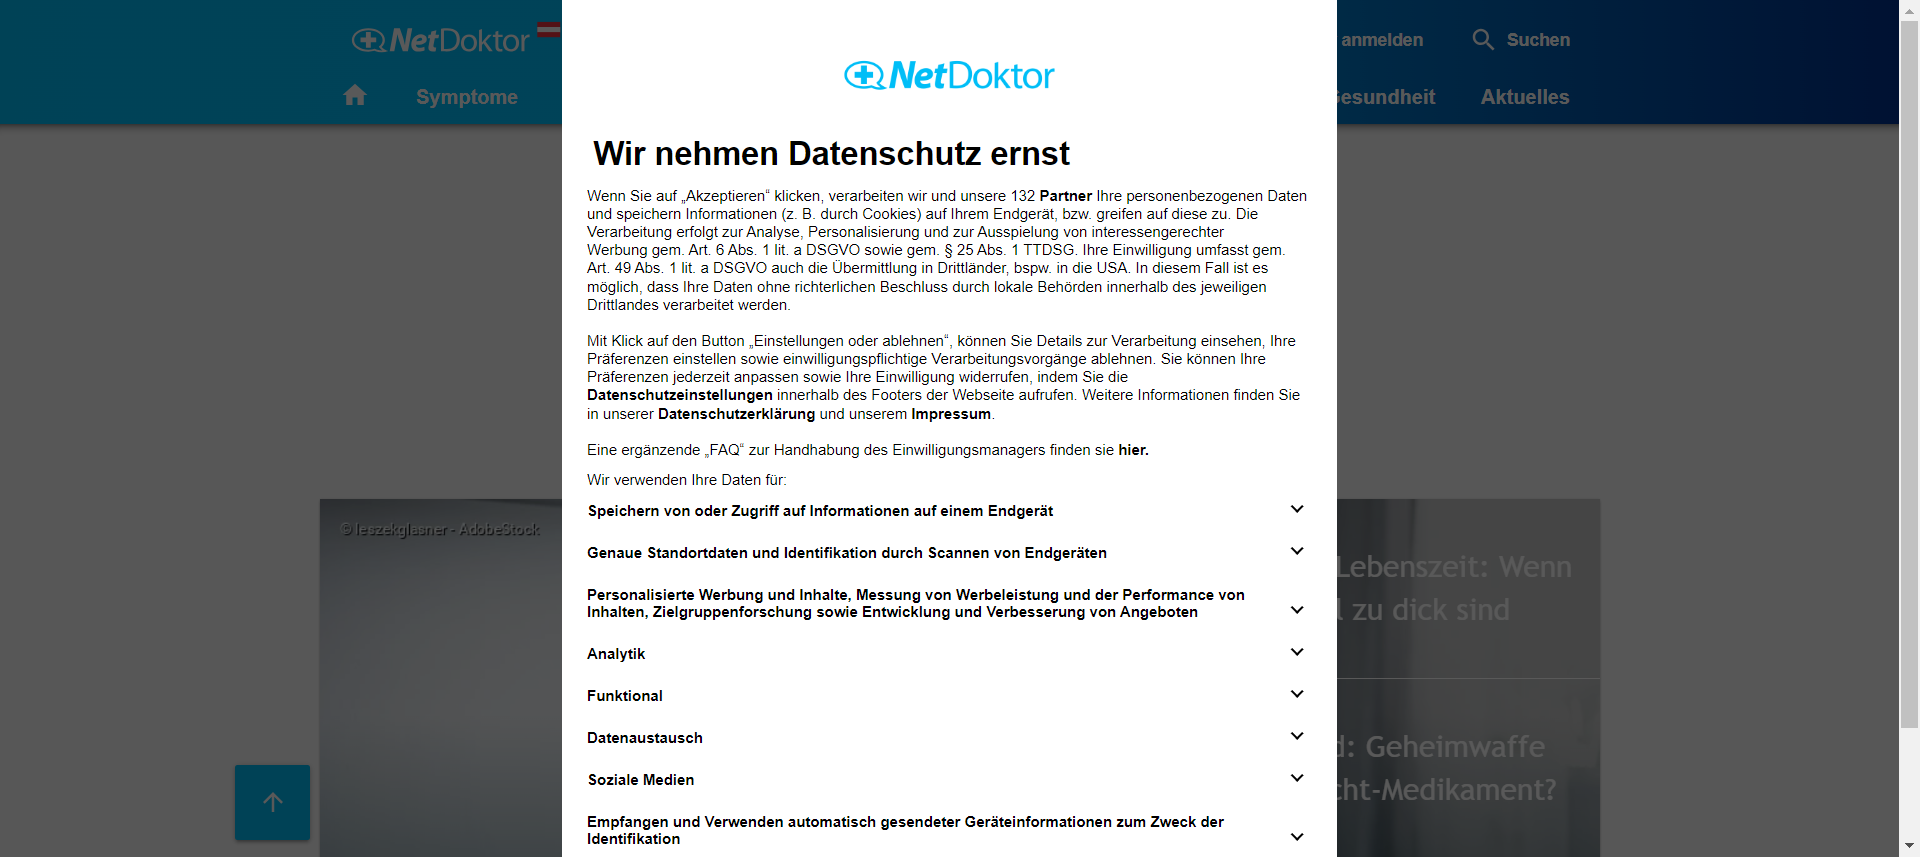 NetDoktor
anmelden
Suchen
Symptome
Gesundheit
Aktuelles
NetDoktor
Wir nehmen Datenschutz ernst
Wenn Sie auf „Akzeptieren“ klicken, verarbeiten wir und unsere 132 Partner Ihre personenbezogenen Daten
und speichern Informationen (z. B. durch Cookies) auf Ihrem Endgerät, bzw. greifen auf diese zu. Die
Verarbeitung erfolgt zur Analyse, Personalisierung und zur Ausspielung von interessengerechter
Werbung gem. Art. 6 Abs. 1 lit. a DSGVO sowie gem. § 25 Abs. 1 TTDSG. Ihre Einwilligung umfasst gem.
Art. 49 Abs. 1 lit. a DSGVO auch die Übermittlung in Drittländer, bspw. in die USA. In diesem Fall ist es
möglich, dass Ihre Daten ohne richterlichen Beschluss durch lokale Behörden innerhalb des jeweiligen
Drittlandes verarbeitet werden.
Mit Klick auf den Button „Einstellungen oder ablehnen“, können Sie Details zur Verarbeitung einsehen, Ihre
Präferenzen einstellen sowie einwilligungspflichtige Verarbeitungsvorgänge ablehnen. Sie können Ihre
Präferenzen jederzeit anpassen sowie Ihre Einwilligung widerrufen, indem Sie die
Datenschutzeinstellungen innerhalb des Footers der Webseite aufrufen. Weitere Informationen finden Sie
in unserer Datenschutzerklärung und unserem Impressum.
Eine ergänzende „FAQ“ zur Handhabung des Einwilligungsmanagers finden sie hier.
Wir verwenden Ihre Daten für:
Speichern von oder Zugriff auf Informationen auf einem Endgerät
Genaue Standortdaten und Identifikation durch Scannen von Endgeräten
Personalisierte Werbung und Inhalte, Messung von Werbeleistung und der Performance von
Inhalten, Zielgruppenforschung sowie Entwicklung und Verbesserung von Angeboten
Analytik
Funktional
Datenaustausch
Soziale Medien
Empfangen und Verwenden automatisch gesendeter Geräteinformationen zum Zweck der
Identifikation
© leszekglasner - AdobeStock
Lebenszeit: Wenn
zu dick sind
Geheimwaffe
cht-Medikament?